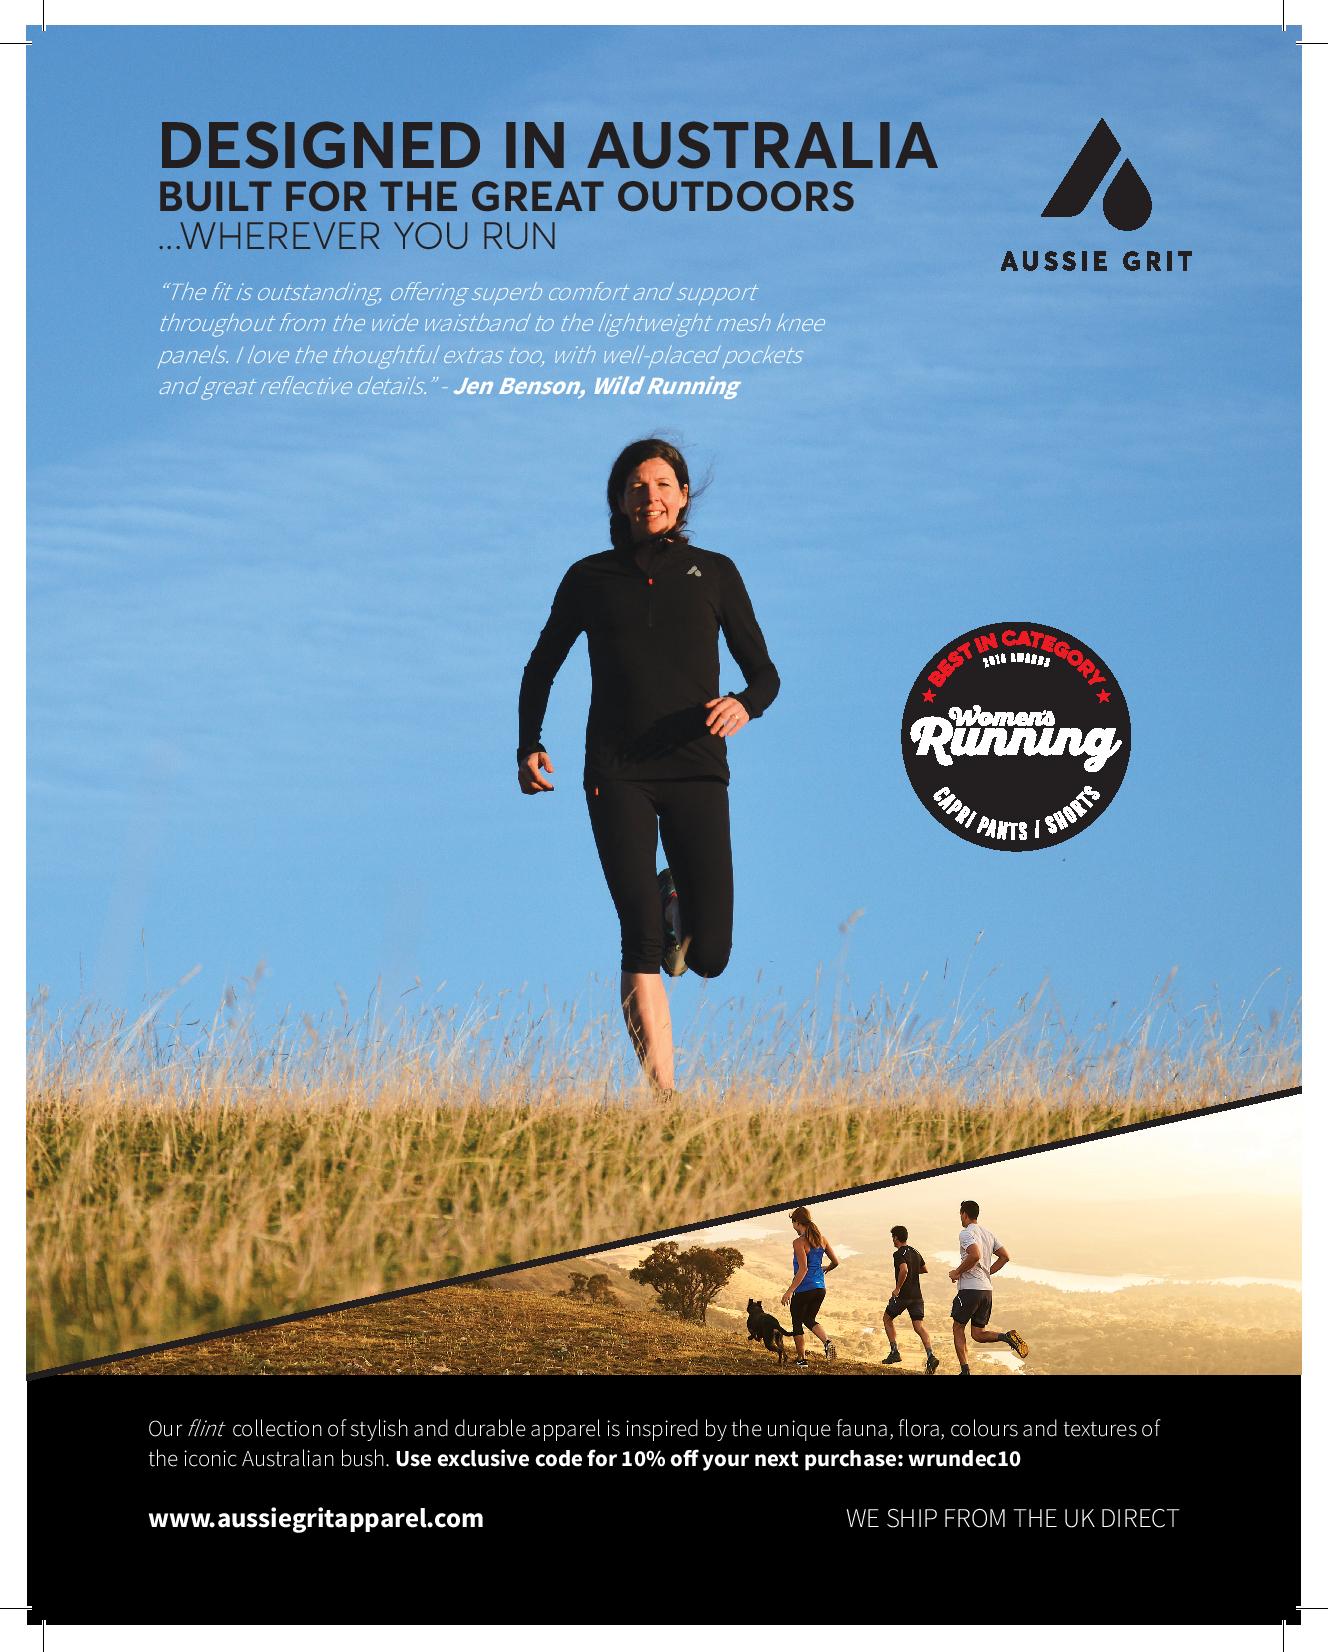 DESIGNED IN AUSTRALIA
BUILT FOR THE GREAT OUTDOORS
...WHEREVER YOU RUN
AUSSIE GRIT
“The fit is outstanding, offering superb comfort and support
throughout from the wide waistband to the lightweight mesh knee
panels. I love the thoughtful extras too, with well-placed pockets
and great reflective details.” - Jen Benson, Wild Running
BEST IN CATEGORY
2016 AWARDS
Women's
Running
CAPRI PANTS / SHORTS
Our flint collection of stylish and durable apparel is inspired by the unique fauna, flora, colours and textures of
the iconic Australian bush. Use exclusive code for 10% off your next purchase: wrundec10
www.aussiegritapparel.com
WE SHIP FROM THE UK DIRECT